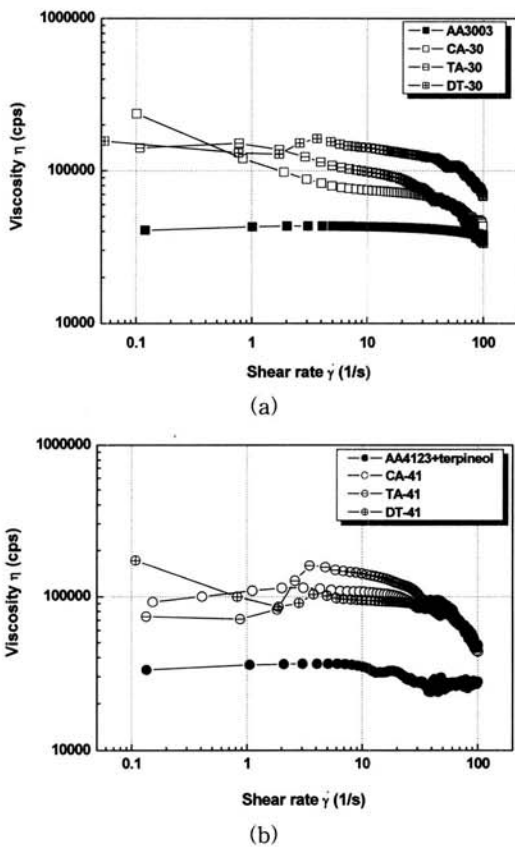 1000000
100000
10000
Viscosity η (cps)
AA3003
CA-30
TA-30
DT-30
0.1 1 10 100
Shear rate γ̇ (1/s)
(a)
1000000
100000
10000
Viscosity η (cps)
AA4123+terpineol
CA-41
TA-41
DT-41
0.1 1 10 100
Shear rate γ̇ (1/s)
(b)